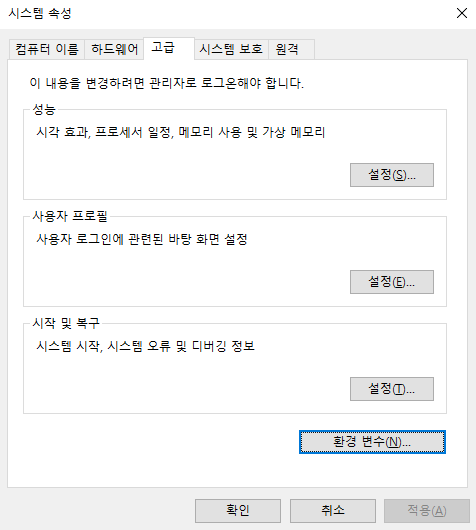 시스템 속성
컴퓨터 이름 하드웨어 고급 시스템 보호 원격
이 내용을 변경하려면 관리자로 로그온해야 합니다.
성능
시각 효과, 프로세서 일정, 메모리 사용 및 가상 메모리
설정(S)...
사용자 프로필
사용자 로그인에 관련된 바탕 화면 설정
설정(E)...
시작 및 복구
시스템 시작, 시스템 오류 및 디버깅 정보
설정(T)...
환경 변수(N)...
확인 취소 적용(A)